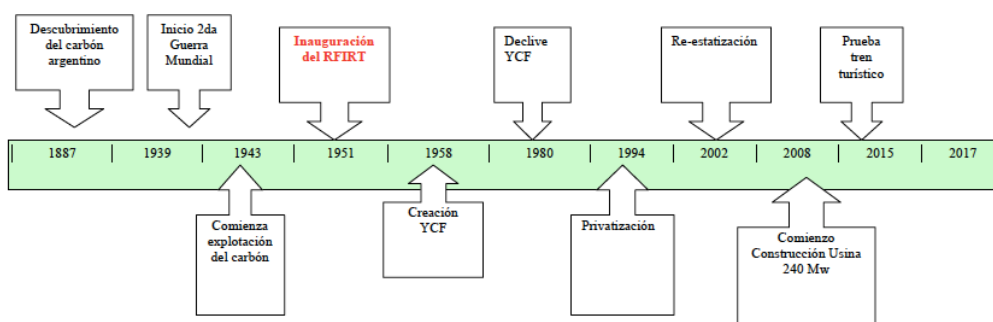 Descubrimiento
del carbón
argentino
Inicio 2da
Guerra
Mundial
Inauguración
del RFIRT
Declive
YCF
Re-estatización
Prueba
tren
turístico
1887
1939
1943
1951
1958
1980
1994
2002
2008
2015
2017
Comienza
explotación
del carbón
Creación
YCF
Privatización
Comienzo
Construcción Usina
240 Mw